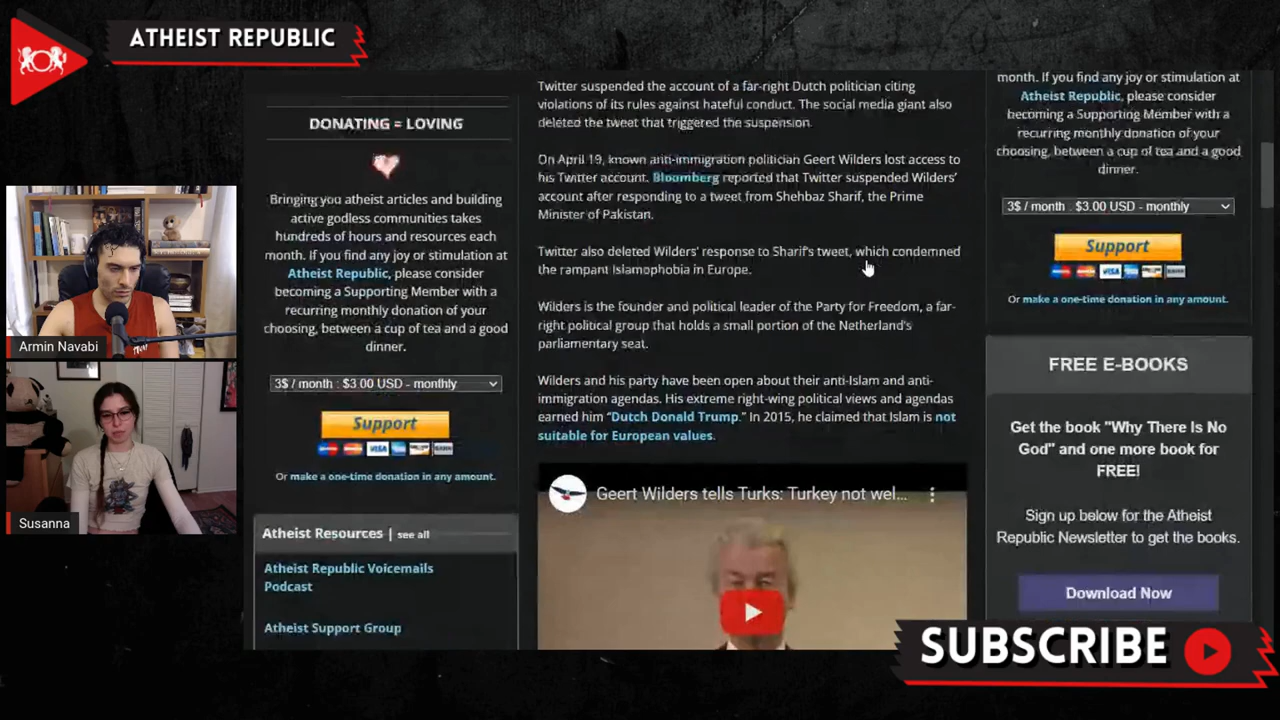 ATHEIST REPUBLIC
DONATING = LOVING
Bringing you atheist articles and building
active godless communities takes
hundreds of hours and resources each
month. If you find any joy or stimulation at
Atheist Republic, please consider
becoming a Supporting Member with a
recurring monthly donation of your
choosing, between a cup of tea and a good
dinner.
3$ / month : $3.00 USD - monthly
Support
VISA
Or make a one-time donation in any amount.
Atheist Resources | see all
Atheist Republic Voicemails
Podcast
Atheist Support Group
Twitter suspended the account of a far-right Dutch politician citing
violations of its rules against hateful conduct. The social media giant also
deleted the tweet that triggered the suspension.
On April 19, known anti-immigration politician Geert Wilders lost access to
his Twitter account. Bloomberg reported that Twitter suspended Wilders'
account after responding to a tweet from Shehbaz Sharif, the Prime
Minister of Pakistan.
Twitter also deleted Wilders' response to Sharif's tweet, which condemned
the rampant Islamophobia in Europe.
Wilders is the founder and political leader of the Party for Freedom, a far-
right political group that holds a small portion of the Netherland's
parliamentary seat.
Wilders and his party have been open about their anti-Islam and anti-
immigration agendas. His extreme right-wing political views and agendas
earned him “Dutch Donald Trump.” In 2015, he claimed that Islam is not
suitable for European values.
Geert Wilders tells Turks: Turkey not wel...
month. If you find any joy or stimulation at
Atheist Republic, please consider
becoming a Supporting Member with a
recurring monthly donation of your
choosing, between a cup of tea and a good
dinner.
3$ / month : $3.00 USD - monthly
Support
VISA
Or make a one-time donation in any amount.
FREE E-BOOKS
Get the book "Why There Is No
God" and one more book for
FREE!
Sign up below for the Atheist
Republic Newsletter to get the books.
Download Now
Armin Navabi
Susanna
SUBSCRIBE